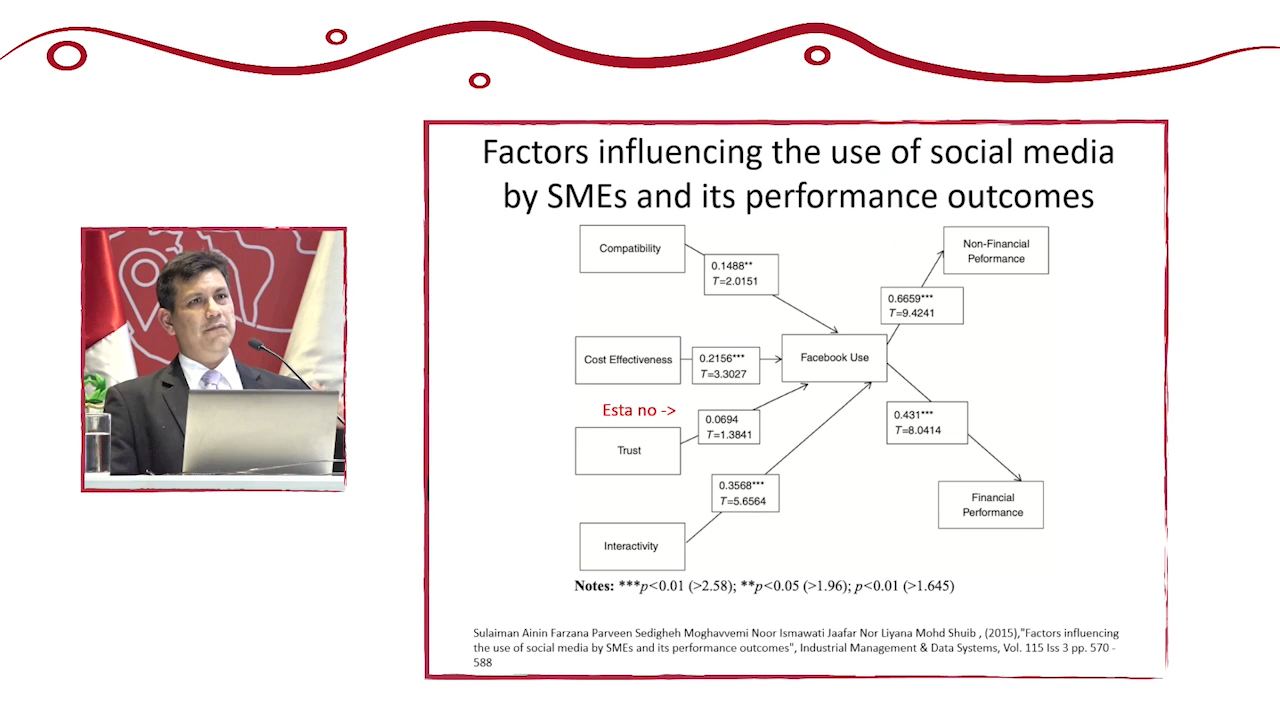 Factors influencing the use of social media
by SMEs and its performance outcomes
Compatibility
0.1488**
T=2.0151
Non-Financial
Peformance
0.6659***
T=9.4241
Cost Effectiveness
0.2156***
T=3.3027
Facebook Use
Esta no ->
0.0694
T=1.3841
Trust
0.431***
T=8.0414
0.3568***
T=5.6564
Financial
Performance
Interactivity
Notes: ***p<0.01 (>2.58); **p<0.05 (>1.96); p<0.01 (>1.645)
Sulaiman Ainin Farzana Parveen Sedigheh Moghavvemi Noor Ismawati Jaafar Nor Liyana Mohd Shuib , (2015),"Factors influencing
the use of social media by SMEs and its performance outcomes", Industrial Management & Data Systems, Vol. 115 Iss 3 pp. 570 -
588